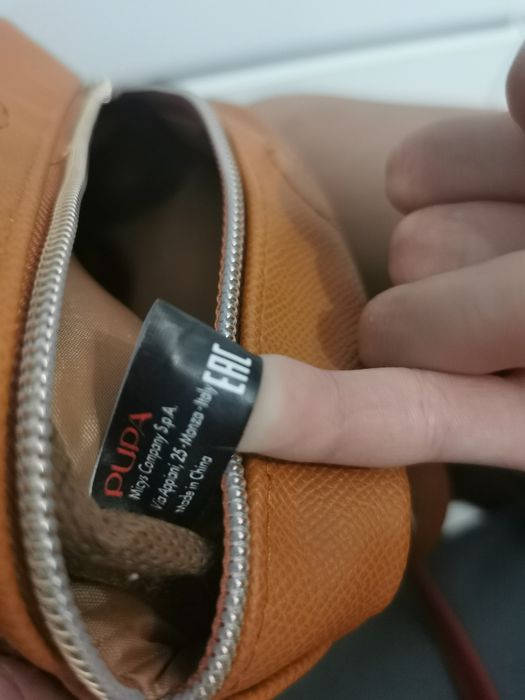 PUPA
Micys Company S.p.A.
Via Appiani, 25 - Monza - Italy
Made in China
EAC